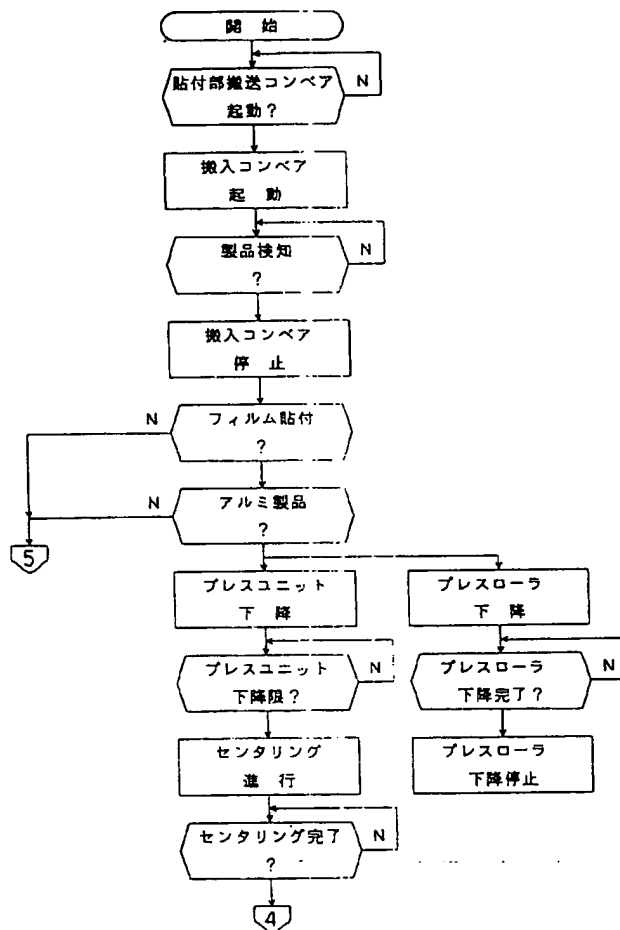 開始
貼付部搬送コンベア
起動?
N
搬入コンベア
起動
製品検知
?
N
搬入コンベア
停止
フィルム貼付
?
N
アルミ製品
?
N
5
プレスユニット
下降
プレスローラ
下降
プレスユニット
下降限?
N
プレスローラ
下降完了?
N
センタリング
進行
プレスローラ
下降停止
センタリング完了
?
N
4